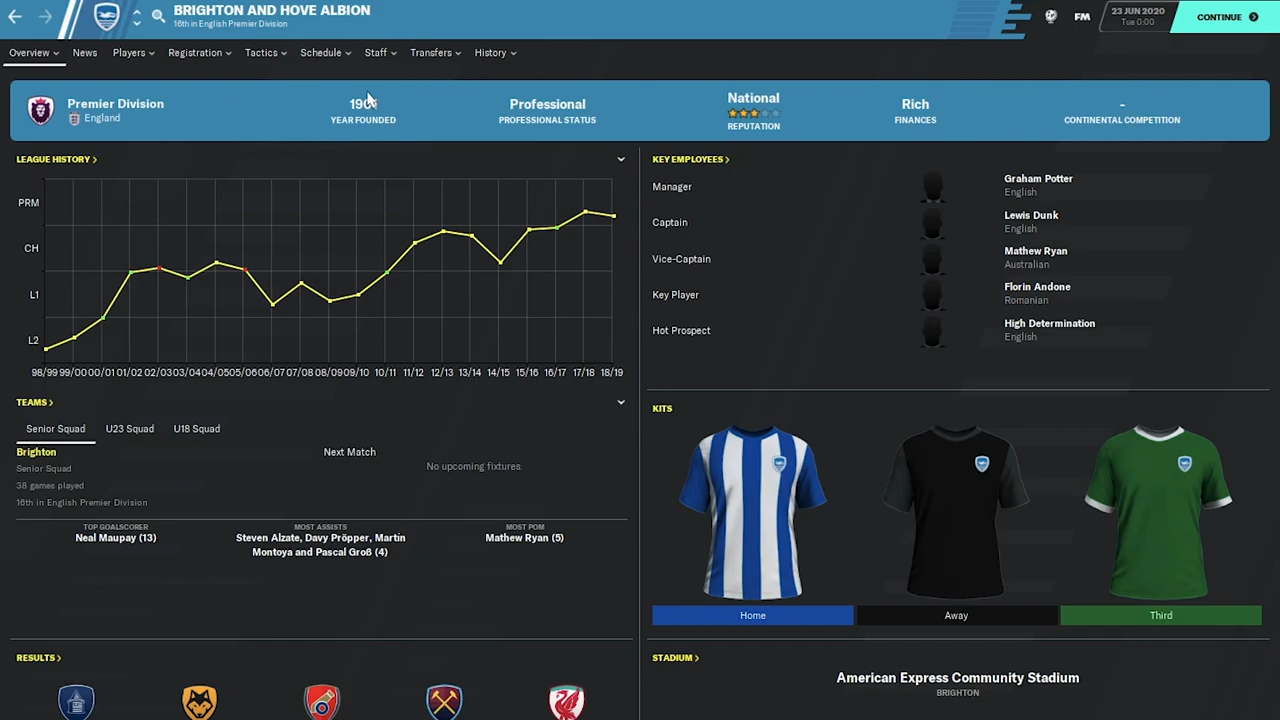 BRIGHTON AND HOVE ALBION
16th in English Premier Division
23 JUN 2020
Tue 0:00
FM
CONTINUE
Overview
News
Players
Registration
Tactics
Schedule
Staff
Transfers
History
Premier Division
England
YEAR FOUNDED
Professional
PROFESSIONAL STATUS
National
REPUTATION
Rich
FINANCES
-
CONTINENTAL COMPETITION
LEAGUE HISTORY >
PRM
CH
L1
L2
98/99 99/00 00/01 01/02 02/03 03/04 04/05 05/06 06/07 07/08 08/09 09/10 10/11 11/12 12/13 13/14 14/15 15/16 16/17 17/18 18/19
TEAMS >
Senior Squad
U23 Squad
U18 Squad
Brighton
Senior Squad
38 games played
16th in English Premier Division
Next Match
No upcoming fixtures.
TOP GOALSCORER
Neal Maupay (13)
MOST ASSISTS
Steven Alzate, Davy Pröpper, Martin
Montoya and Pascal Groß (4)
MOST POM
Mathew Ryan (5)
RESULTS >
KEY EMPLOYEES >
Manager
Graham Potter
English
Captain
Lewis Dunk
English
Vice-Captain
Mathew Ryan
Australian
Key Player
Florin Andone
Romanian
Hot Prospect
High Determination
English
KITS
Home
Away
Third
STADIUM >
American Express Community Stadium
BRIGHTON